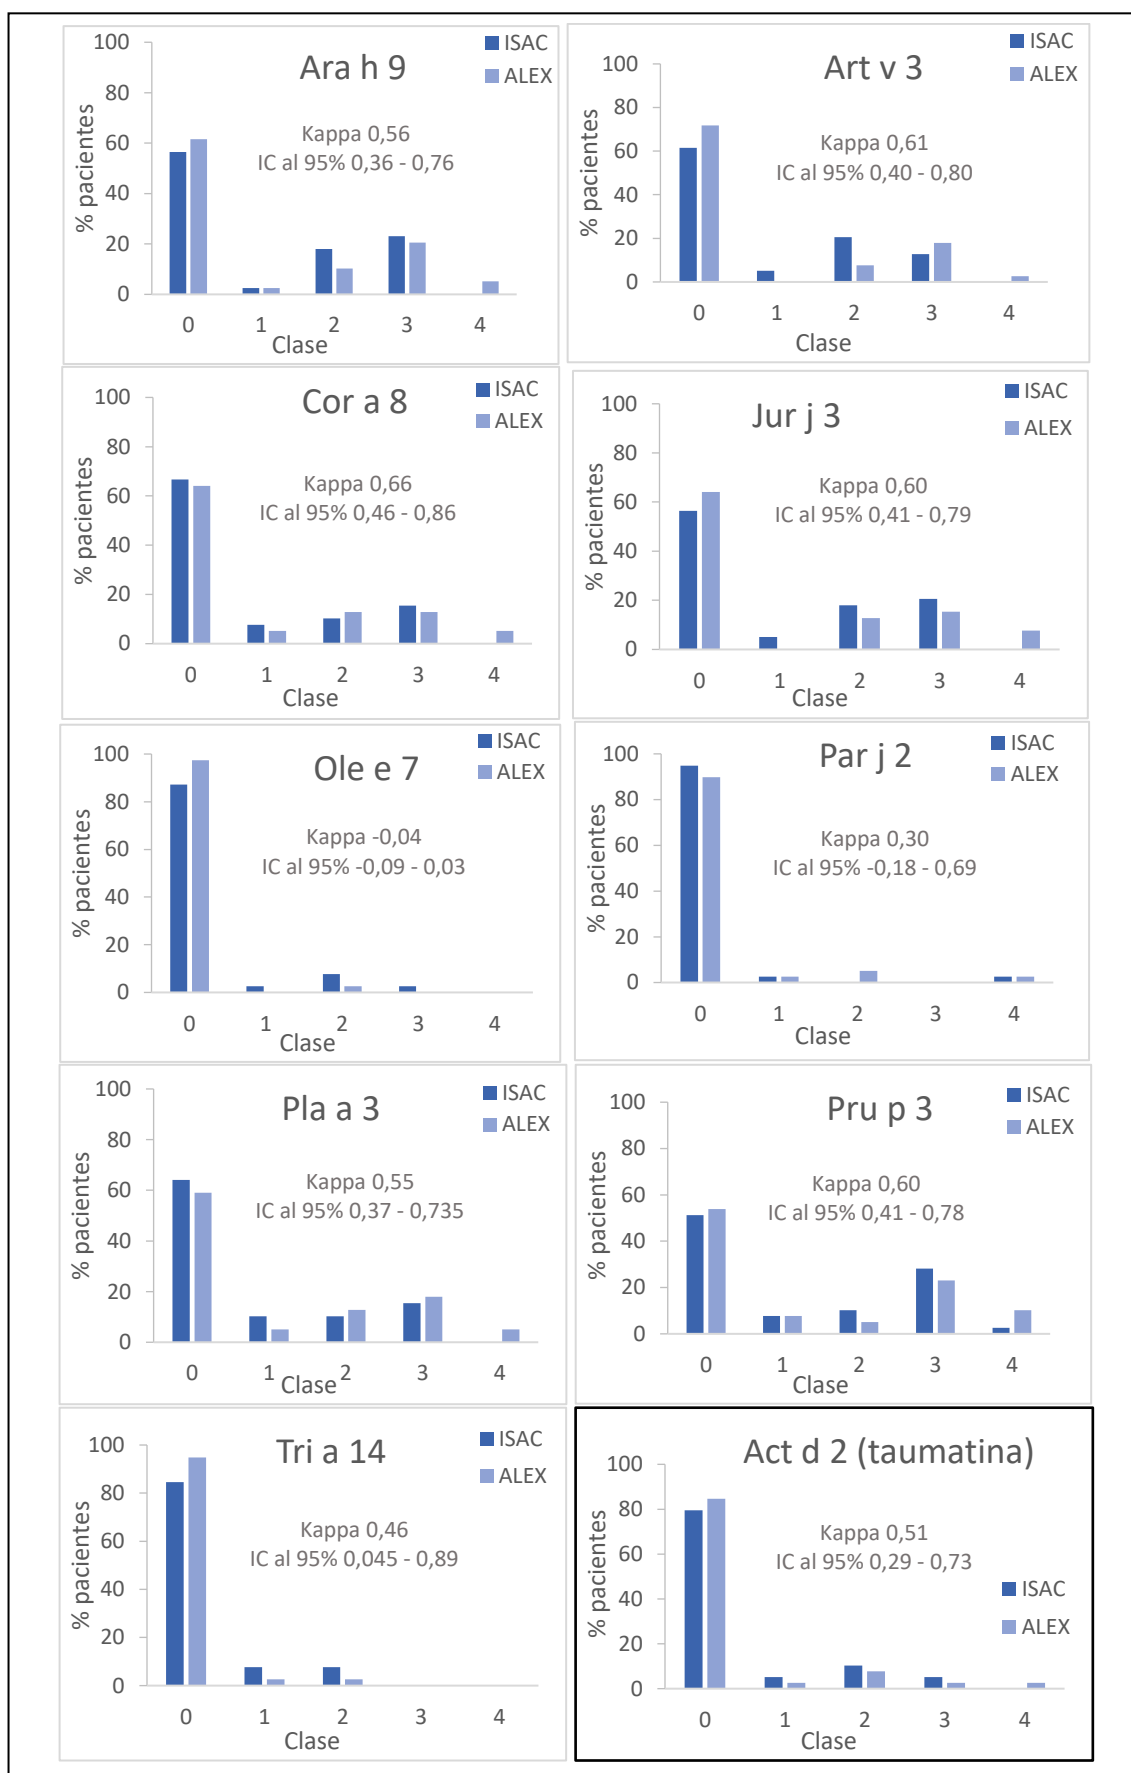 Ara h 9
ISAC
ALEX
Kappa 0,56
IC al 95% 0,36 - 0,76
% pacientes
100
80
60
40
20
0
0 1 2 3 4
Clase
Art v 3
ISAC
ALEX
Kappa 0,61
IC al 95% 0,40 - 0,80
% pacientes
100
80
60
40
20
0
0 1 2 3 4
Clase
Cor a 8
ISAC
ALEX
Kappa 0,66
IC al 95% 0,46 - 0,86
% pacientes
100
80
60
40
20
0
0 1 2 3 4
Clase
Jur j 3
ISAC
ALEX
Kappa 0,60
IC al 95% 0,41 - 0,79
% pacientes
100
80
60
40
20
0
0 1 2 3 4
Clase
Ole e 7
ISAC
ALEX
Kappa -0,04
IC al 95% -0,09 - 0,03
% pacientes
100
80
60
40
20
0
0 1 2 3 4
Clase
Par j 2
ISAC
ALEX
Kappa 0,30
IC al 95% -0,18 - 0,69
% pacientes
100
80
60
40
20
0
0 1 2 3 4
Clase
Pla a 3
ISAC
ALEX
Kappa 0,55
IC al 95% 0,37 - 0,735
% pacientes
100
80
60
40
20
0
0 1 2 3 4
Clase
Pru p 3
ISAC
ALEX
Kappa 0,60
IC al 95% 0,41 - 0,78
% pacientes
100
80
60
40
20
0
0 1 2 3 4
Clase
Tri a 14
ISAC
ALEX
Kappa 0,46
IC al 95% 0,045 - 0,89
% pacientes
100
80
60
40
20
0
0 1 2 3 4
Clase
Act d 2 (taumatina)
Kappa 0,51
IC al 95% 0,29 - 0,73
ISAC
ALEX
% pacientes
100
80
60
40
20
0
0 1 2 3 4
Clase